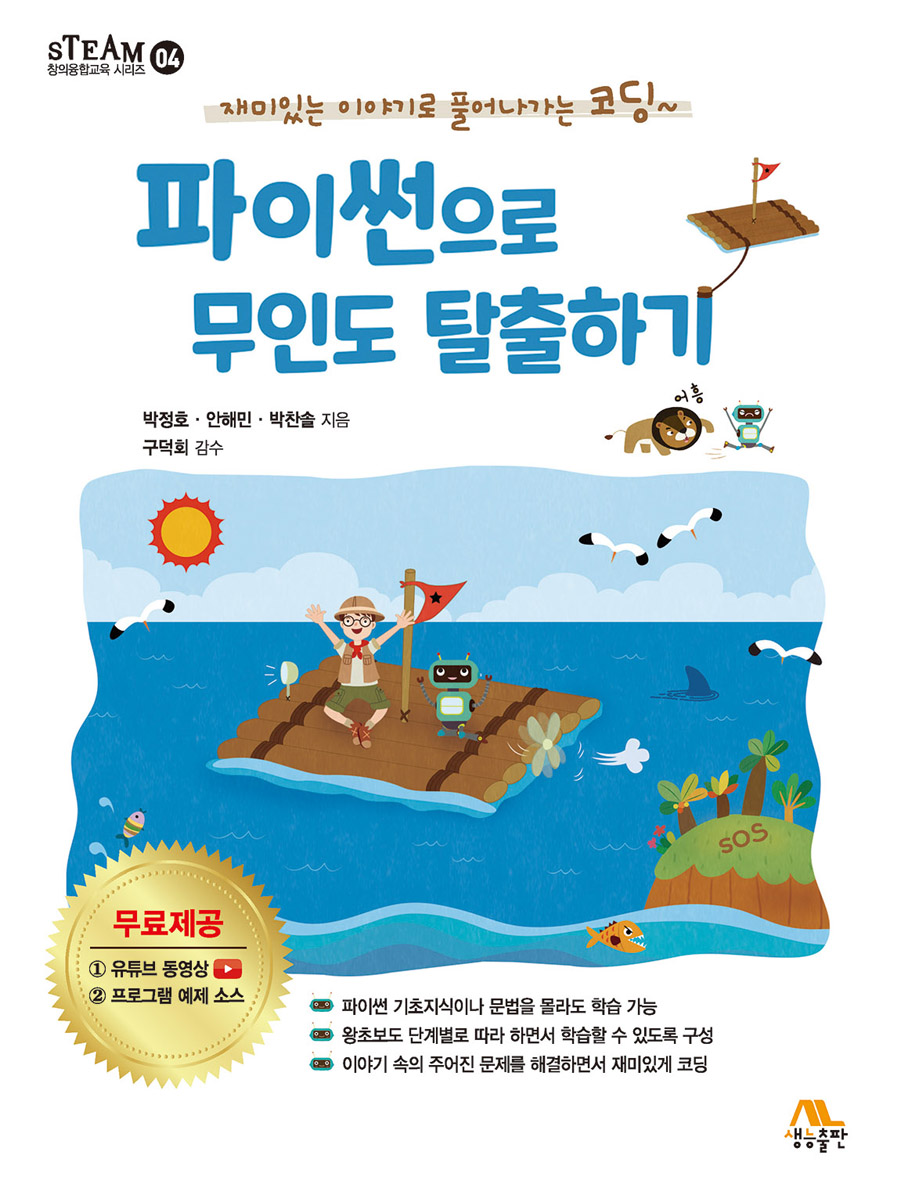 STEAM 04
창의융합교육 시리즈
재미있는 이야기로 풀어나가는 코딩~
파이썬으로
무인도 탈출하기
박정호 · 안해민 · 박찬솔 지음
구덕회 감수
어흥
SOS
무료제공
① 유튜브 동영상
② 프로그램 예제 소스
파이썬 기초지식이나 문법을 몰라도 학습 가능
왕초보도 단계별로 따라 하면서 학습할 수 있도록 구성
이야기 속의 주어진 문제를 해결하면서 재미있게 코딩
생능출판